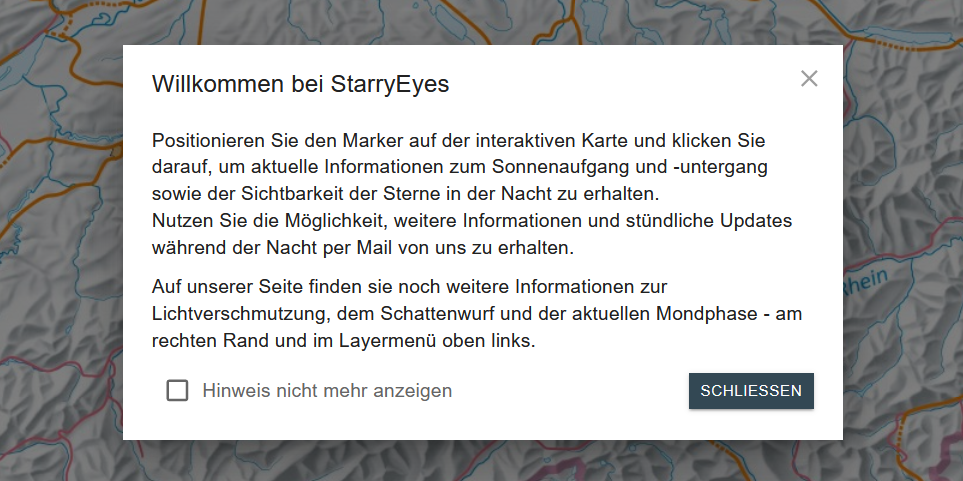 Willkommen bei StarryEyes
Positionieren Sie den Marker auf der interaktiven Karte und klicken Sie
darauf, um aktuelle Informationen zum Sonnenaufgang und -untergang
sowie der Sichtbarkeit der Sterne in der Nacht zu erhalten.
Nutzen Sie die Möglichkeit, weitere Informationen und stündliche Updates
während der Nacht per Mail von uns zu erhalten.
Auf unserer Seite finden sie noch weitere Informationen zur
Lichtverschmutzung, dem Schattenwurf und der aktuellen Mondphase - am
rechten Rand und im Layermenü oben links.
Hinweis nicht mehr anzeigen
SCHLIESSEN
Rhein